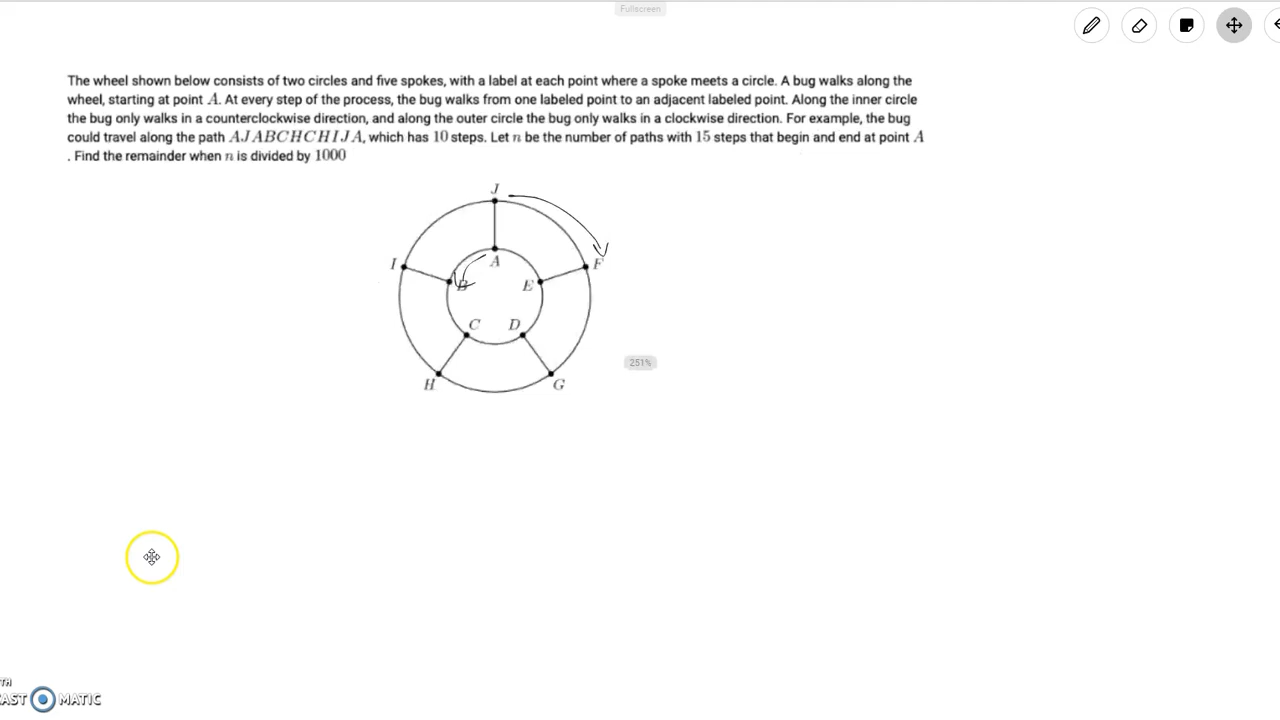 Fullscreen
The wheel shown below consists of two circles and five spokes, with a label at each point where a spoke meets a circle. A bug walks along the
wheel, starting at point A. At every step of the process, the bug walks from one labeled point to an adjacent labeled point. Along the inner circle
the bug only walks in a counterclockwise direction, and along the outer circle the bug only walks in a clockwise direction. For example, the bug
could travel along the path AJABCHCHIJA, which has 10 steps. Let n be the number of paths with 15 steps that begin and end at point A
. Find the remainder when n is divided by 1000
J
I
A
F
B
E
C D
H
G
251%
AST MATIC